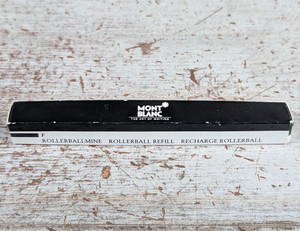 MONT
BLANC
THE ART OF WRITING
F
ROLLERBALLMINE ROLLERBALL REFILL RECHARGE ROLLERBALL